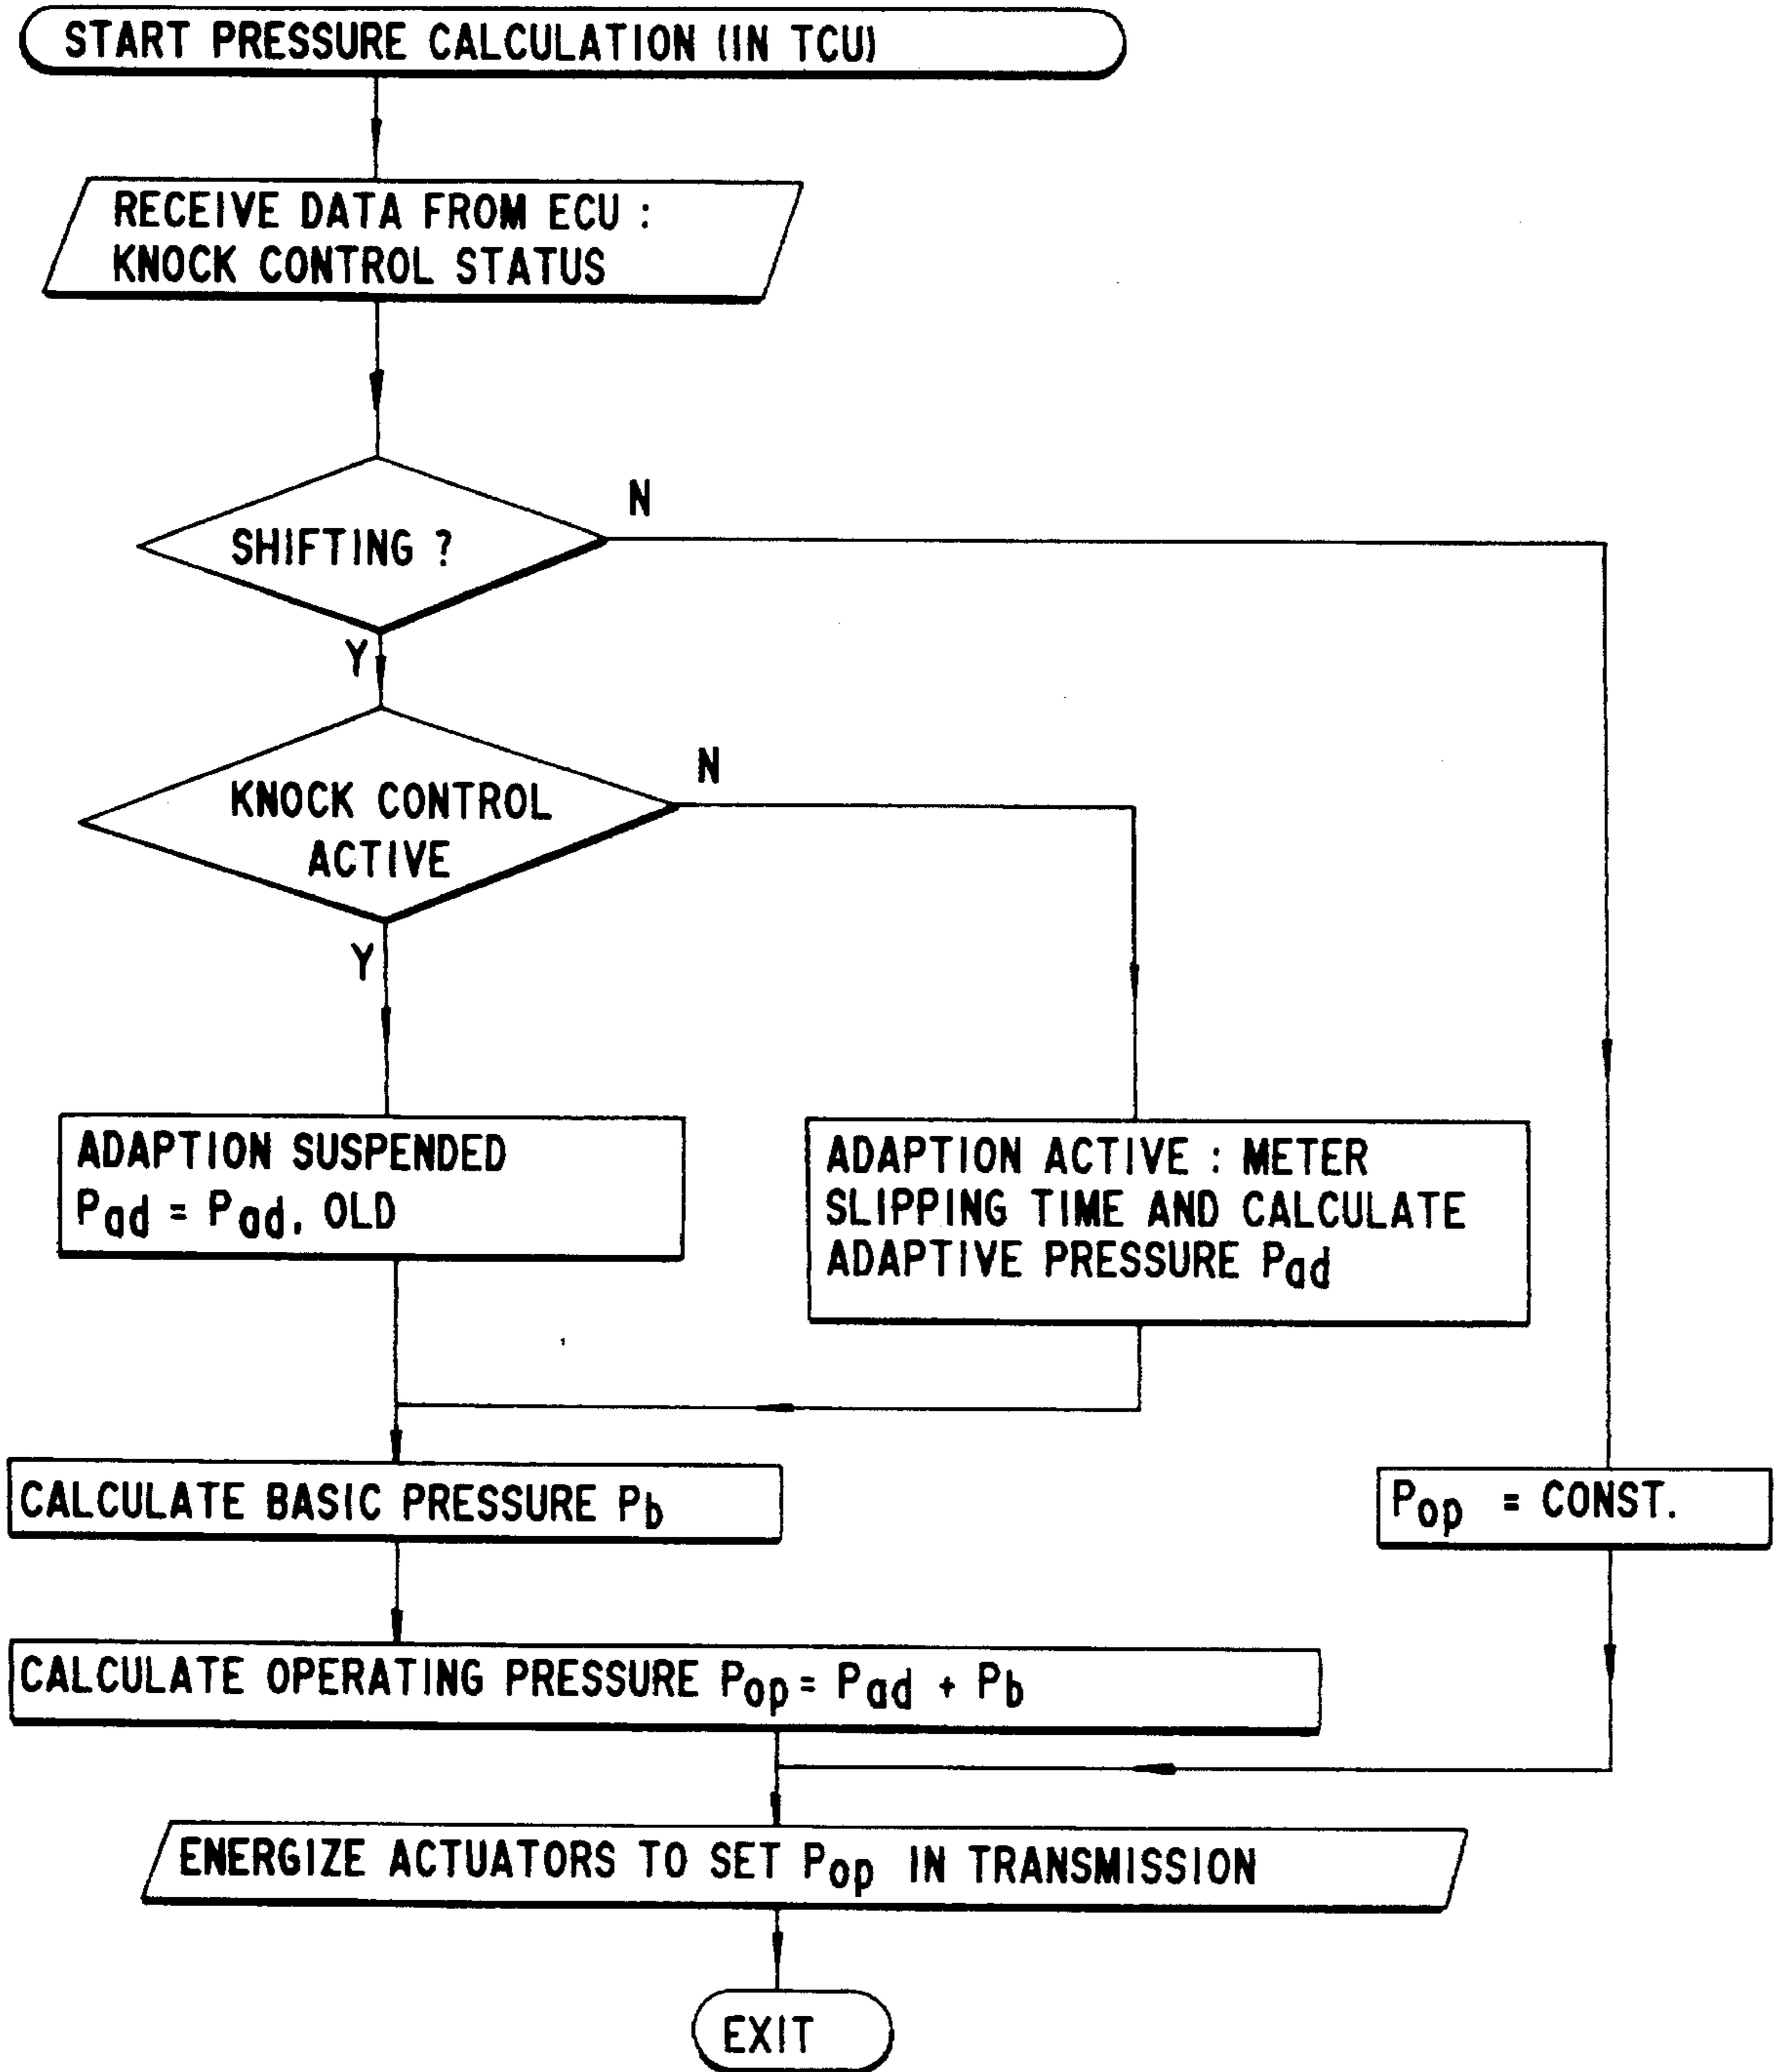 START PRESSURE CALCULATION (IN TCU)
RECEIVE DATA FROM ECU :
KNOCK CONTROL STATUS
SHIFTING ?
N
Y
KNOCK CONTROL
ACTIVE
N
Y
ADAPTION SUSPENDED
Pad = Pad, OLD
ADAPTION ACTIVE : METER
SLIPPING TIME AND CALCULATE
ADAPTIVE PRESSURE Pad
CALCULATE BASIC PRESSURE Pb
Pop = CONST.
CALCULATE OPERATING PRESSURE Pop = Pad + Pb
ENERGIZE ACTUATORS TO SET Pop IN TRANSMISSION
EXIT